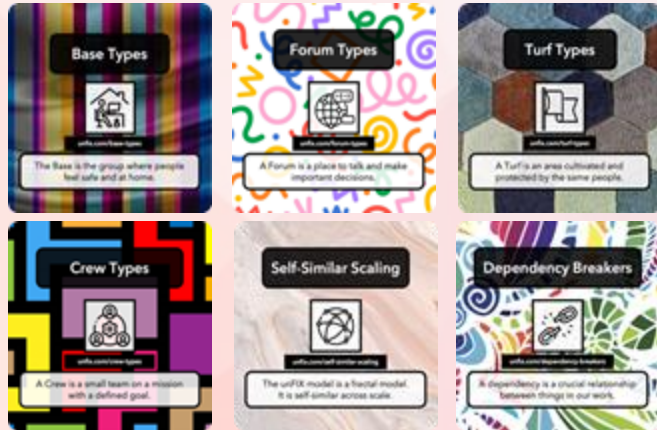 Base Types
unfix.com/base-types
The Base is the group where people
feel safe and at home.
Forum Types
unfix.com/forum-types
A Forum is a place to talk and make
important decisions.
Turf Types
unfix.com/turf-types
A Turf is an area cultivated and
protected by the same people.
Crew Types
unfix.com/crew-types
A Crew is a small team on a mission
with a defined goal.
Self-Similar Scaling
unfix.com/self-similar-scaling
The unFIX model is a fractal model.
It is self-similar across scale.
Dependency Breakers
unfix.com/dependency-breakers
A dependency is a crucial relationship
between things in our work.